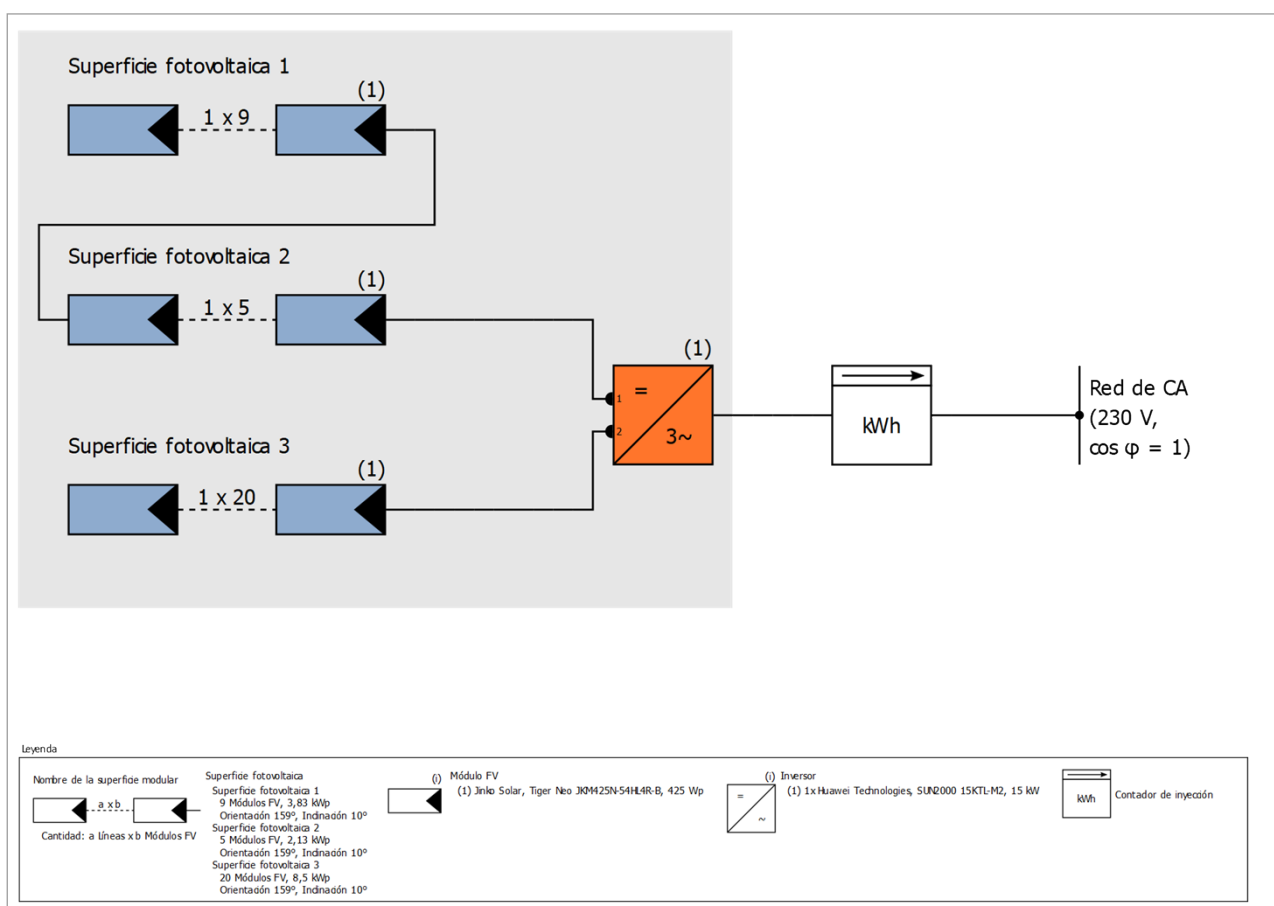 Superficie fotovoltaica 1
(1)
1 x 9
Superficie fotovoltaica 2
(1)
1 x 5
(1)
=
1
2
3~
kWh
Red de CA
(230 V,
cos φ = 1)
Superficie fotovoltaica 3
(1)
1 x 20
Leyenda
Nombre de la superficie modular
a x b
Cantidad: a Líneas x b Módulos FV
Superficie fotovoltaica
Superficie fotovoltaica 1
9 Módulos FV, 3,83 kWp
Orientación 159°, Inclinación 10°
Superficie fotovoltaica 2
5 Módulos FV, 2,13 kWp
Orientación 159°, Inclinación 10°
Superficie fotovoltaica 3
20 Módulos FV, 8,5 kWp
Orientación 159°, Inclinación 10°
(i) Módulo FV
(1) Jinko Solar, Tiger Neo JKM425N-54HL4R-B, 425 Wp
(i) Inversor
(1) 1x Huawei Technologies, SUN2000 15KTL-M2, 15 kW
=
~
kWh
Contador de inyección